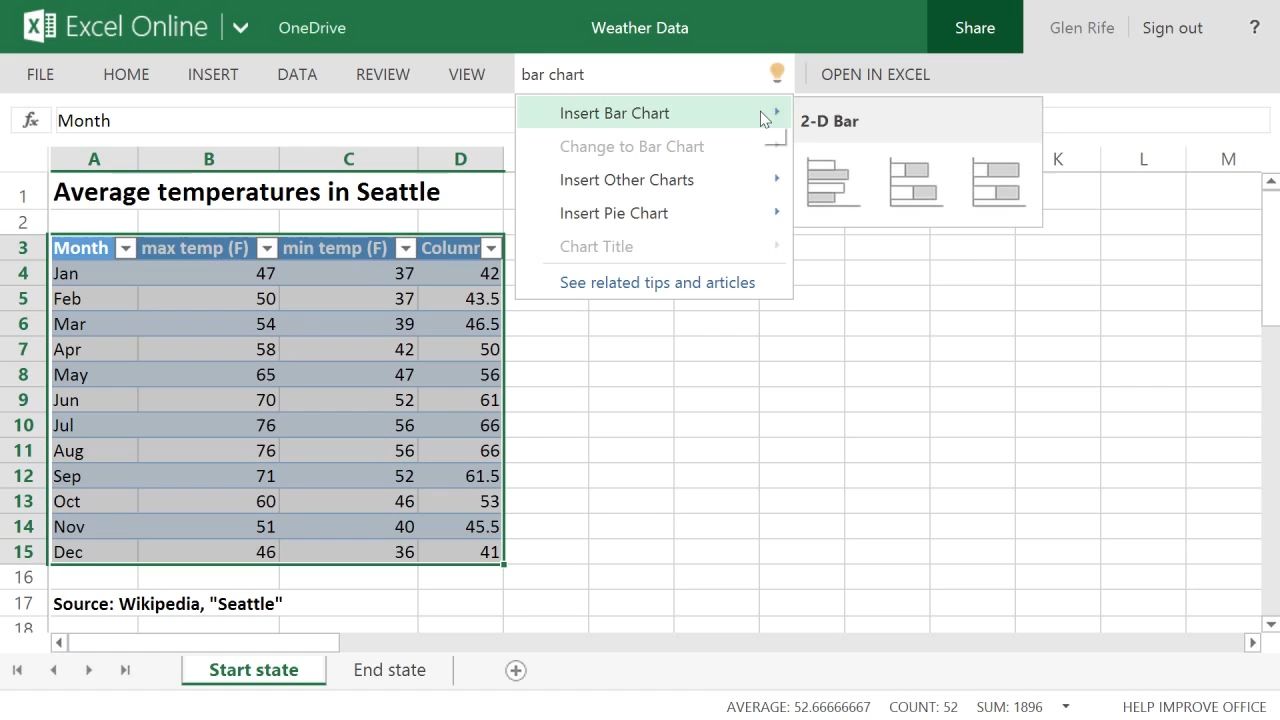 Excel Online OneDrive Weather Data Share Glen Rife Sign out ?
FILE HOME INSERT DATA REVIEW VIEW bar chart OPEN IN EXCEL
fx Month
Insert Bar Chart
Change to Bar Chart
Insert Other Charts
Insert Pie Chart
Chart Title
See related tips and articles
2-D Bar
A B C D K L M
1 Average temperatures in Seattle
2
3 Month max temp (F) min temp (F) Column
4 Jan 47 37 42
5 Feb 50 37 43.5
6 Mar 54 39 46.5
7 Apr 58 42 50
8 May 65 47 56
9 Jun 70 52 61
10 Jul 76 56 66
11 Aug 76 56 66
12 Sep 71 52 61.5
13 Oct 60 46 53
14 Nov 51 40 45.5
15 Dec 46 36 41
16
17 Source: Wikipedia, "Seattle"
18
Start state End state
AVERAGE: 52.66666667 COUNT: 52 SUM: 1896 HELP IMPROVE OFFICE